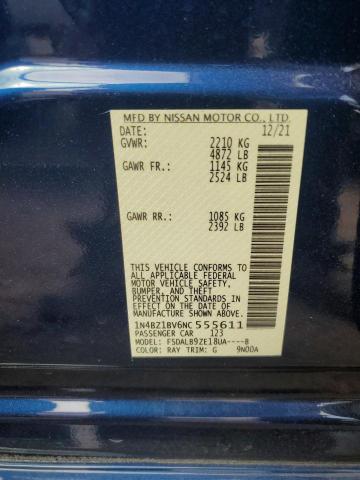 MFD BY NISSAN MOTOR CO., LTD.
DATE: 12/21
GVWR: 2210 KG
4872 LB
GAWR FR.: 1145 KG
2524 LB
GAWR RR.: 1085 KG
2392 LB
THIS VEHICLE CONFORMS TO
ALL APPLICABLE FEDERAL
MOTOR VEHICLE SAFETY,
BUMPER, AND THEFT
PREVENTION STANDARDS IN
EFFECT ON THE DATE OF
MANUFACTURE SHOWN ABOVE.
1N4BZ1BV6NC 555611
PASSENGER CAR 123
MODEL: FSDALB9ZE18UA----B
COLOR: RAY TRIM: G 9N0DA